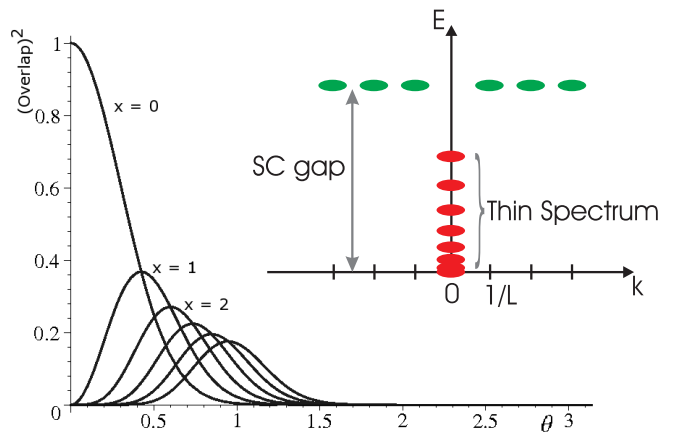 (Overlap)²
1
0.8
0.6
0.4
0.2
0
x = 0
x = 1
x = 2
0.5
1
1.5
2
2.5
θ
3
E
SC gap
Thin Spectrum
0
1/L
k